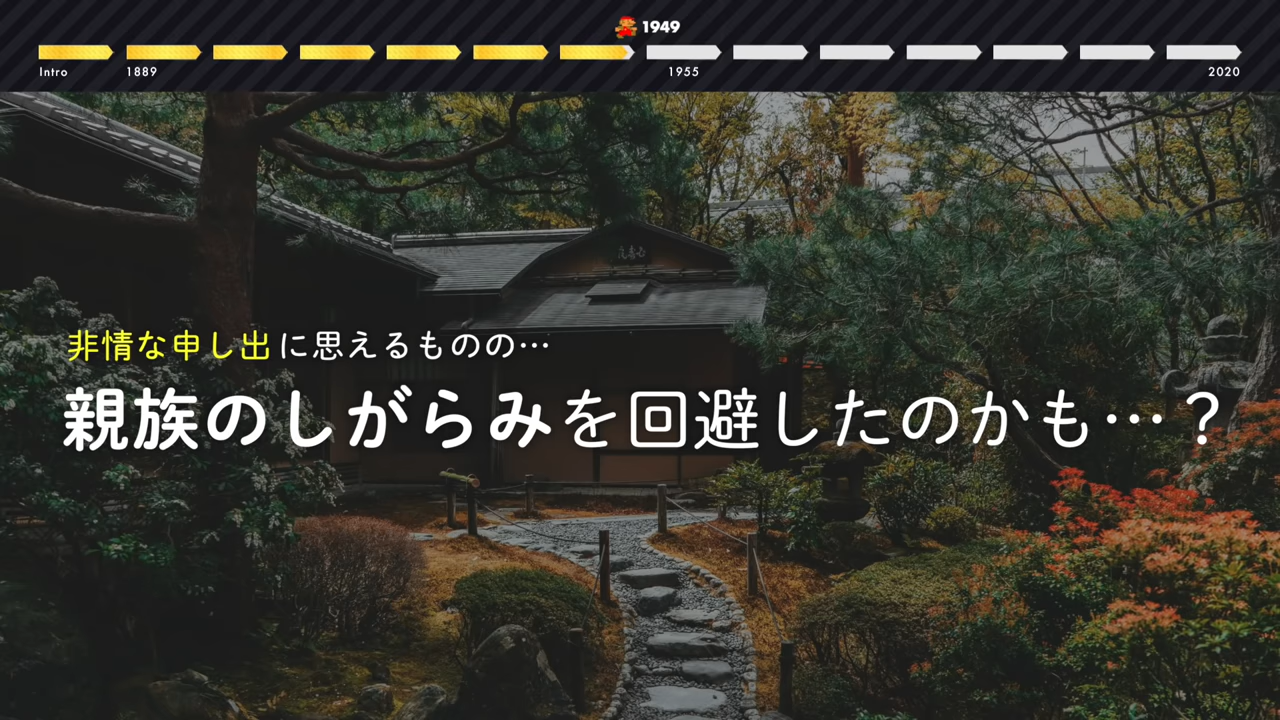 1949
Intro
1889
1955
2020
非情な申し出に思えるものの…
親族のしがらみを回避したのかも…？